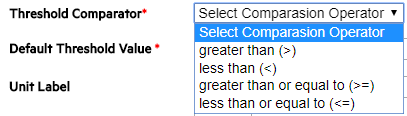 Threshold Comparator* Select Comparasion Operator
Select Comparasion Operator
Default Threshold Value * greater than (>)
less than (<)
Unit Label greater than or equal to (>=)
less than or equal to (<=)